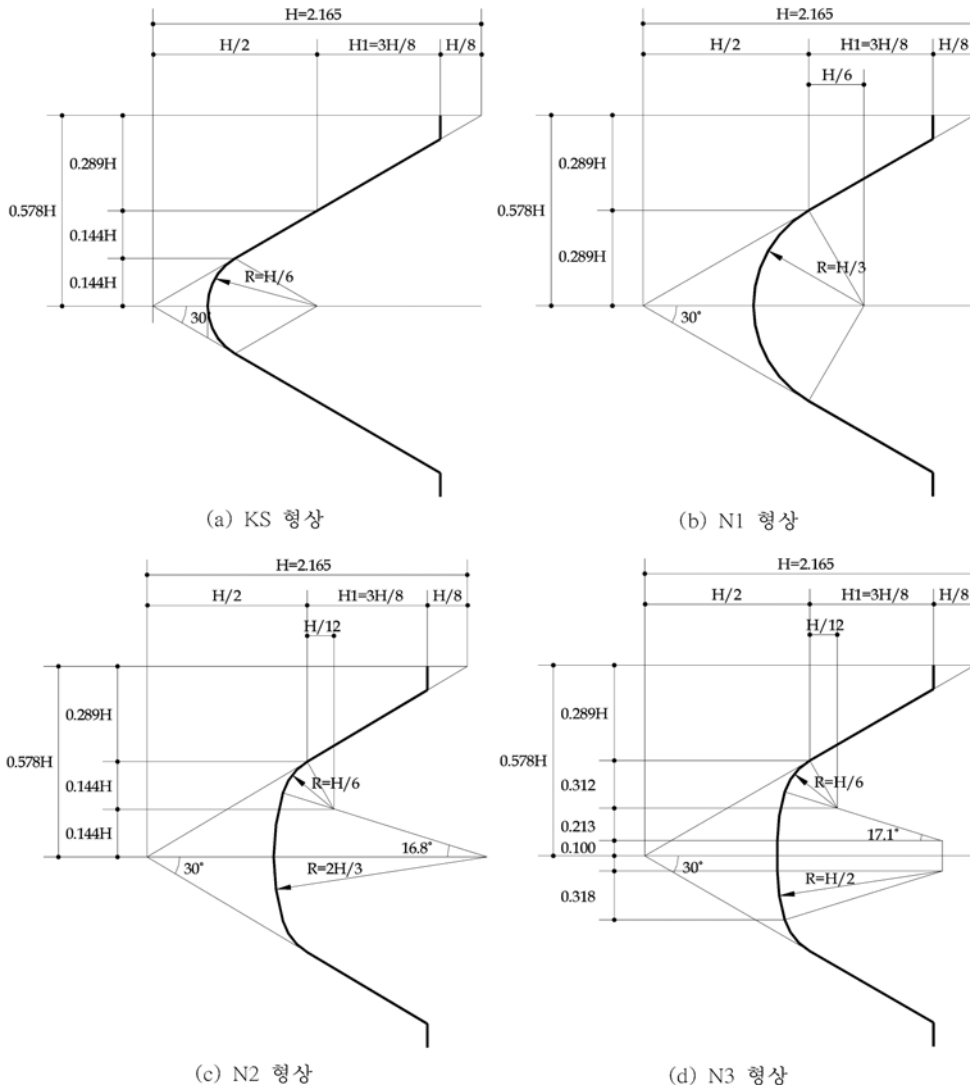 H=2.165
H/2
H1=3H/8
H/8
0.289H
0.578H
0.144H
0.144H
R=H/6
30°
(a) KS 형상
H=2.165
H/2
H1=3H/8
H/8
H/6
0.289H
0.578H
0.289H
R=H/3
30°
(b) N1 형상
H=2.165
H/2
H1=3H/8
H/8
H/12
0.289H
0.578H
0.144H
0.144H
R=H/6
16.8°
30°
R=2H/3
(c) N2 형상
H=2.165
H/2
H1=3H/8
H/8
H/12
0.289H
0.578H
0.312
0.213
0.100
0.318
R=H/6
17.1°
30°
R=H/2
(d) N3 형상